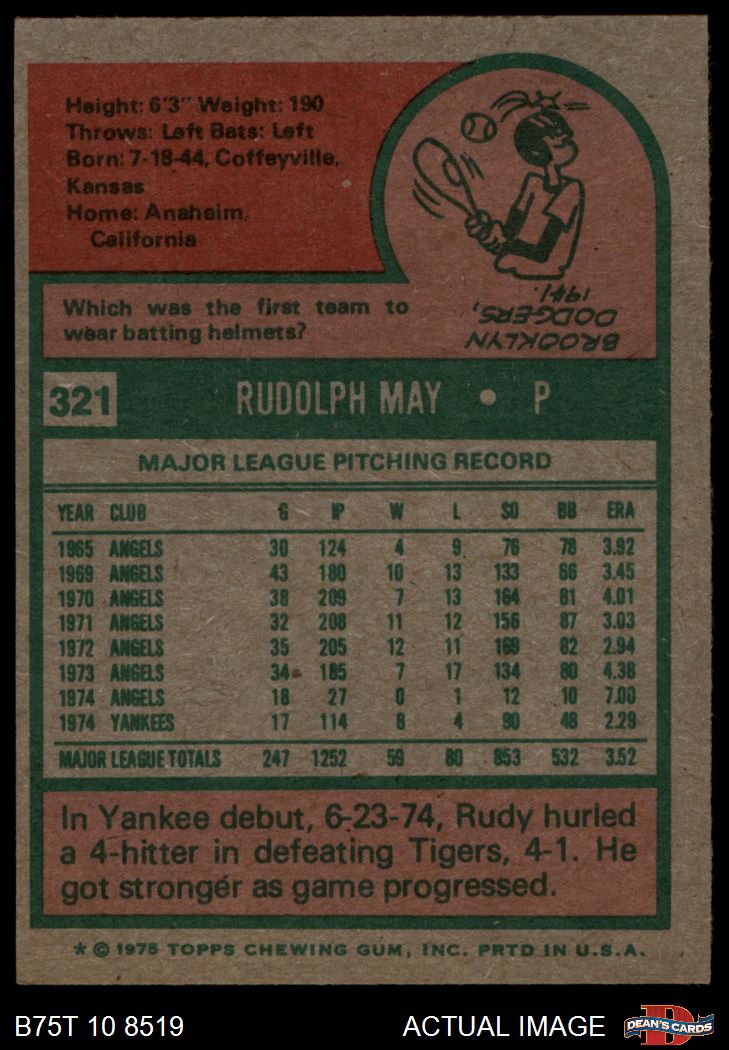 Height: 6'3" Weight: 190
Throws: Left Bats: Left
Born: 7-18-44, Coffeyville,
Kansas
Home: Anaheim,
California
Which was the first team to
wear batting helmets?
BROOKLYN
DODGERS,
1941.
321 RUDOLPH MAY • P
MAJOR LEAGUE PITCHING RECORD
YEAR CLUB G IP W L SO BB ERA
1965 ANGELS 30 124 4 9 76 78 3.92
1969 ANGELS 43 180 10 13 133 66 3.45
1970 ANGELS 38 209 7 13 164 81 4.01
1971 ANGELS 32 208 11 12 156 87 3.03
1972 ANGELS 35 205 12 11 169 82 2.94
1973 ANGELS 34 185 7 17 134 80 4.38
1974 ANGELS 18 27 0 1 12 10 7.00
1974 YANKEES 17 114 8 4 90 48 2.29
MAJOR LEAGUE TOTALS 247 1252 59 80 853 532 3.52
In Yankee debut, 6-23-74, Rudy hurled
a 4-hitter in defeating Tigers, 4-1. He
got stronger as game progressed.
* © 1975 TOPPS CHEWING GUM, INC. PRTD IN U.S.A.
B75T 10 8519 ACTUAL IMAGE DEAN'S CARDS